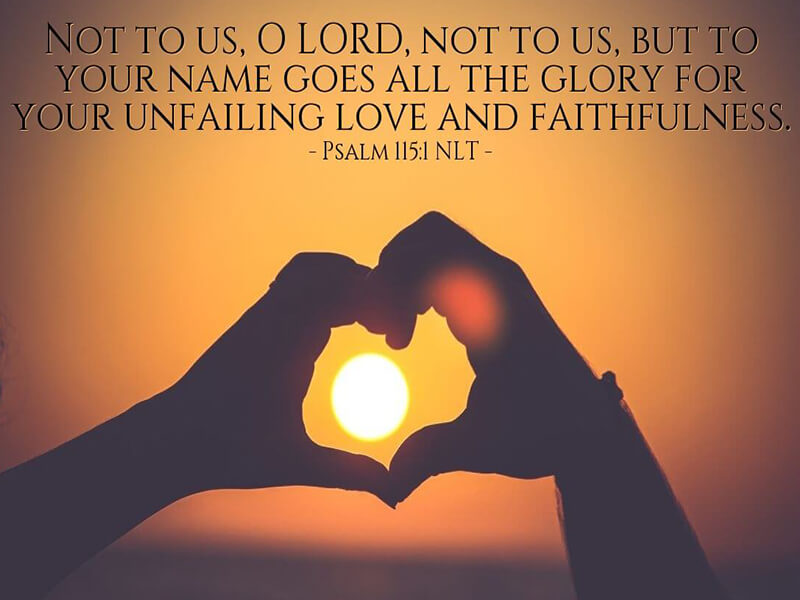 Not to us, O LORD, not to us, but to
your name goes all the glory for
your unfailing love and faithfulness.
- Psalm 115:1 NLT -